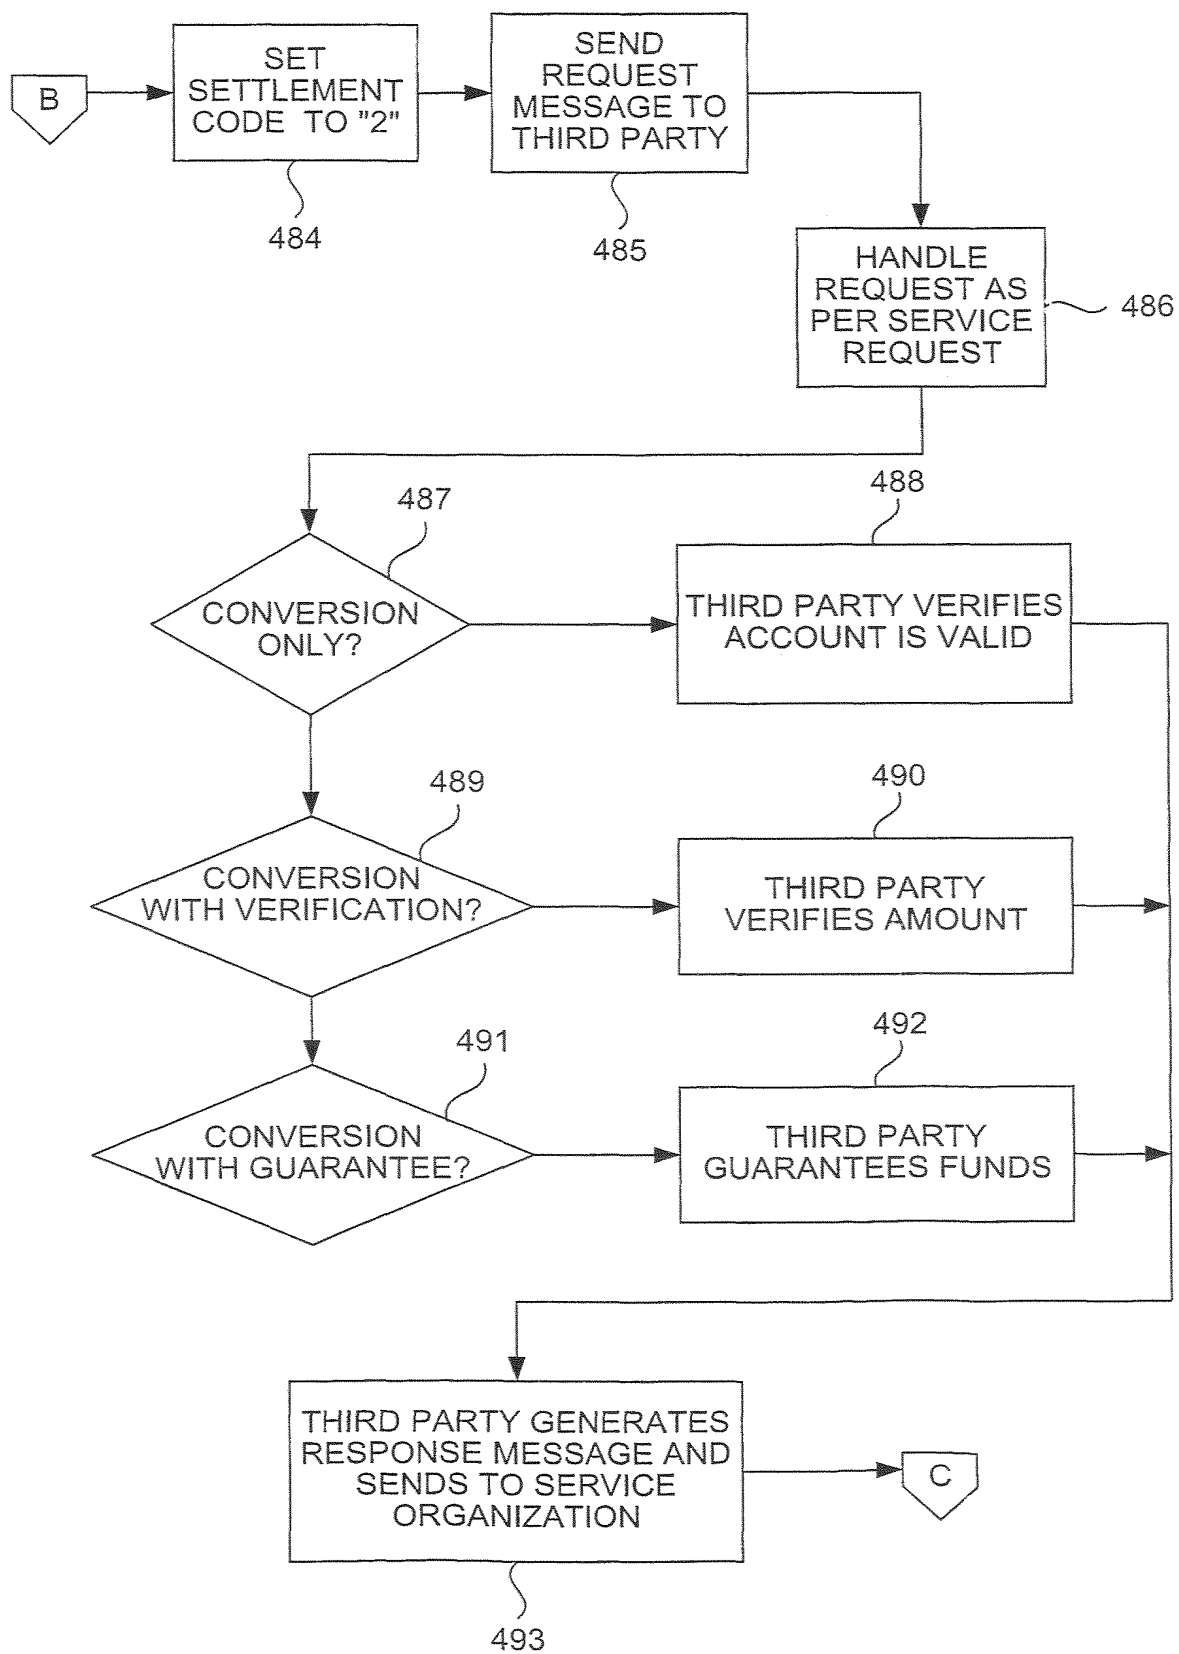 B
SET
SETTLEMENT
CODE TO "2"
484
SEND
REQUEST
MESSAGE TO
THIRD PARTY
485
HANDLE
REQUEST AS
PER SERVICE
REQUEST
486
487
CONVERSION
ONLY?
488
THIRD PARTY VERIFIES
ACCOUNT IS VALID
489
CONVERSION
WITH VERIFICATION?
490
THIRD PARTY
VERIFIES AMOUNT
491
CONVERSION
WITH GUARANTEE?
492
THIRD PARTY
GUARANTEES FUNDS
THIRD PARTY GENERATES
RESPONSE MESSAGE AND
SENDS TO SERVICE
ORGANIZATION
493
C